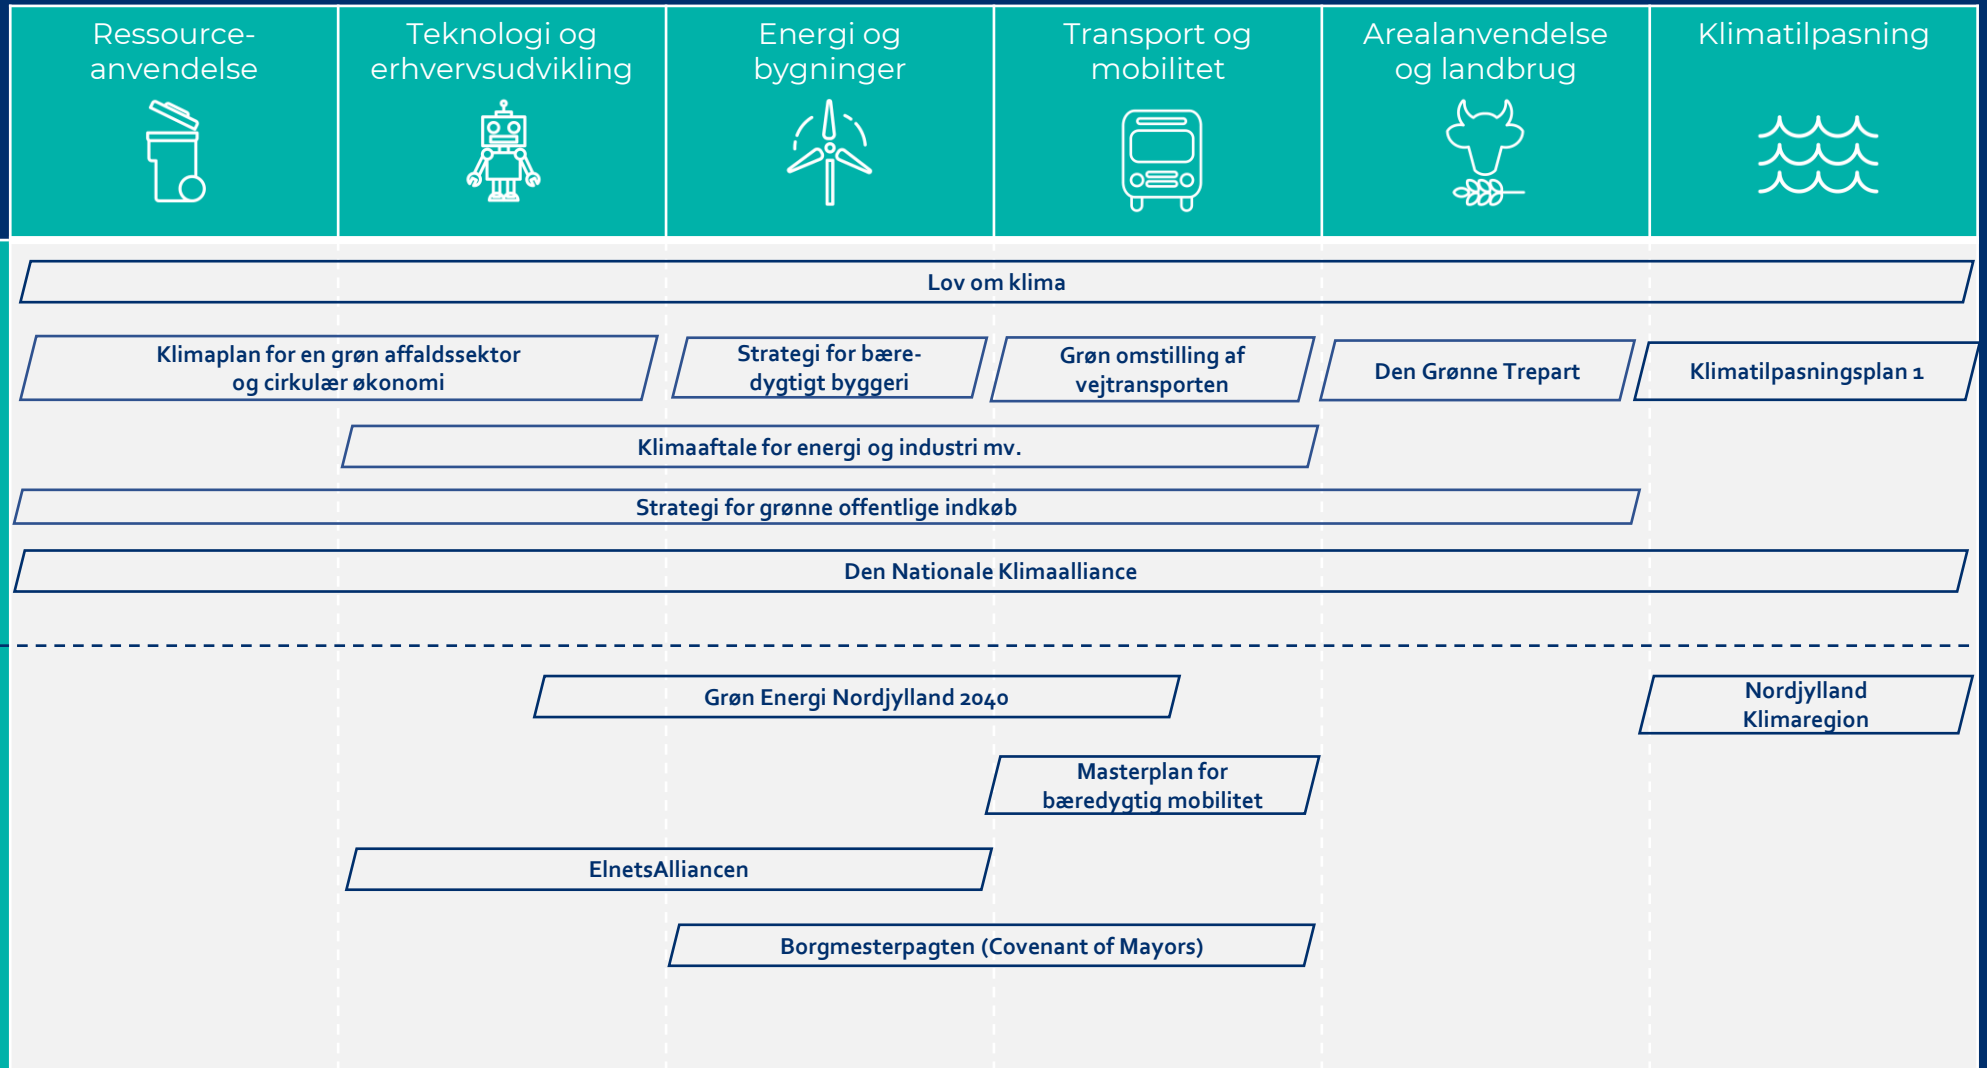 Ressource-
anvendelse
Teknologi og
erhvervsudvikling
Energi og
bygninger
Transport og
mobilitet
Arealanvendelse
og landbrug
Klimatilpasning
Lov om klima
Klimaplan for en grøn affaldssektor
og cirkulær økonomi
Strategi for bære-
dygtigt byggeri
Grøn omstilling af
vejtransporten
Den Grønne Trepart
Klimatilpasningsplan 1
Klimaaftale for energi og industri mv.
Strategi for grønne offentlige indkøb
Den Nationale Klimaalliance
Grøn Energi Nordjylland 2040
Nordjylland
Klimaregion
Masterplan for
bæredygtig mobilitet
ElnetsAlliancen
Borgmesterpagten (Covenant of Mayors)